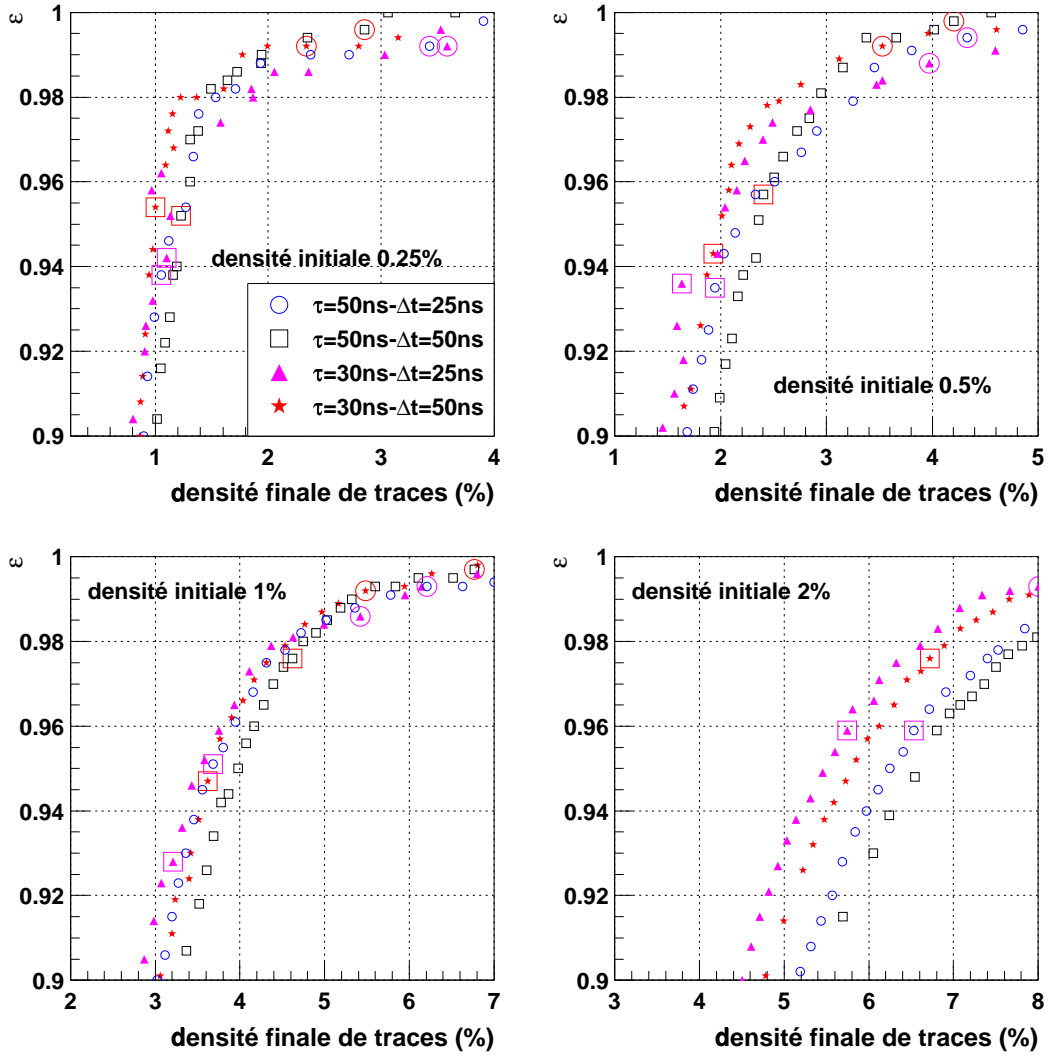 ε
1
0.98
0.96
0.94
0.92
0.9
densité initiale 0.25%
τ=50ns-Δt=25ns
τ=50ns-Δt=50ns
τ=30ns-Δt=25ns
τ=30ns-Δt=50ns
1 2 3 4
densité finale de traces (%)
ε
1
0.98
0.96
0.94
0.92
0.9
densité initiale 0.5%
1 2 3 4 5
densité finale de traces (%)
ε
1
densité initiale 1%
0.98
0.96
0.94
0.92
0.9
2 3 4 5 6 7
densité finale de traces (%)
ε
1
densité initiale 2%
0.98
0.96
0.94
0.92
0.9
3 4 5 6 7 8
densité finale de traces (%)